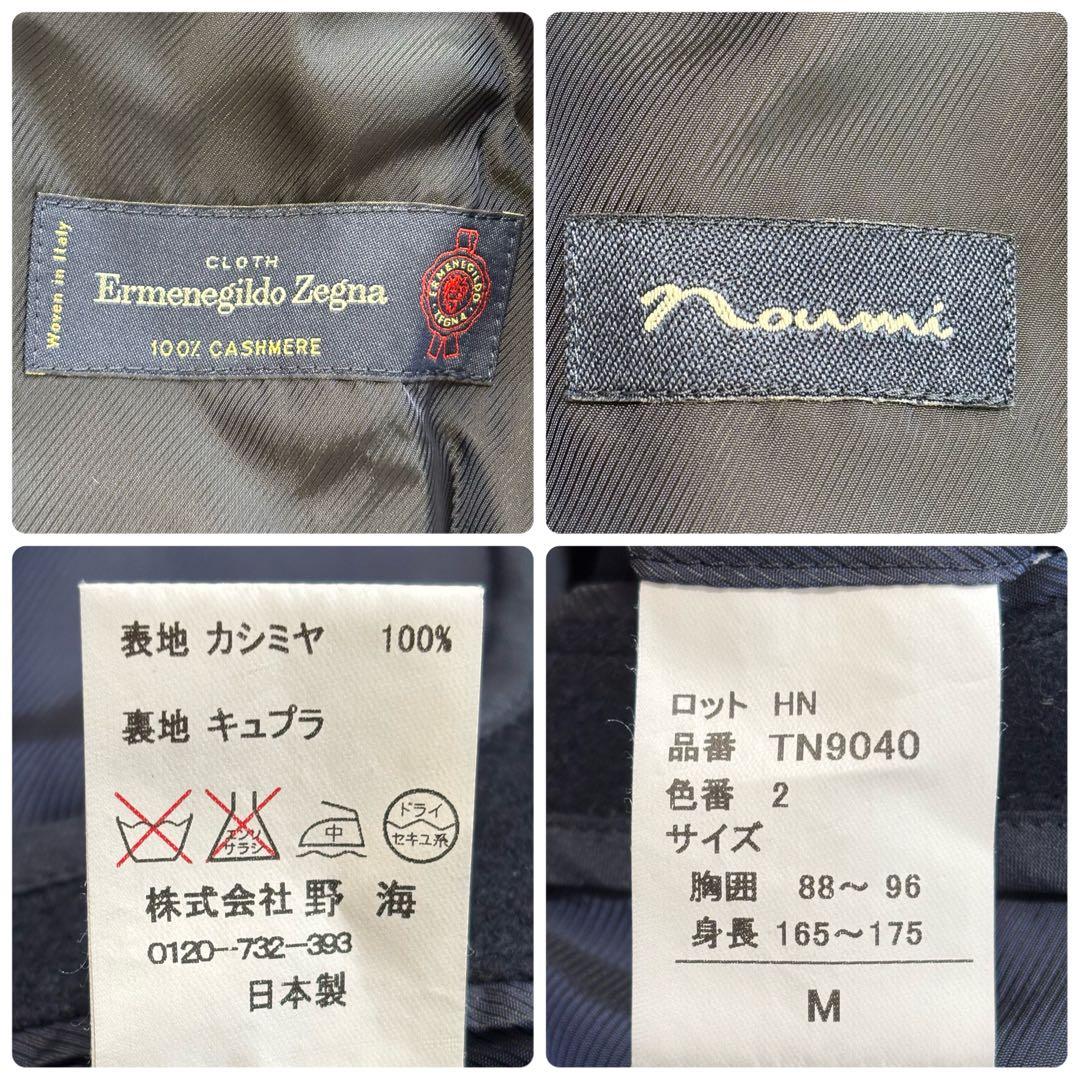 Woven in Italy
CLOTH
Ermenegildo Zegna
100% CASHMERE
ERMENEGILDO
ZEGNA
Noumi
表地 カシミヤ 100%
裏地 キュプラ
エンソ
サラシ
中
ドライ
セキユ系
株式会社 野 海
0120-732-393
日本製
ロット HN
品番 TN9040
色番 2
サイズ
胸囲 88～ 96
身長 165～175
M